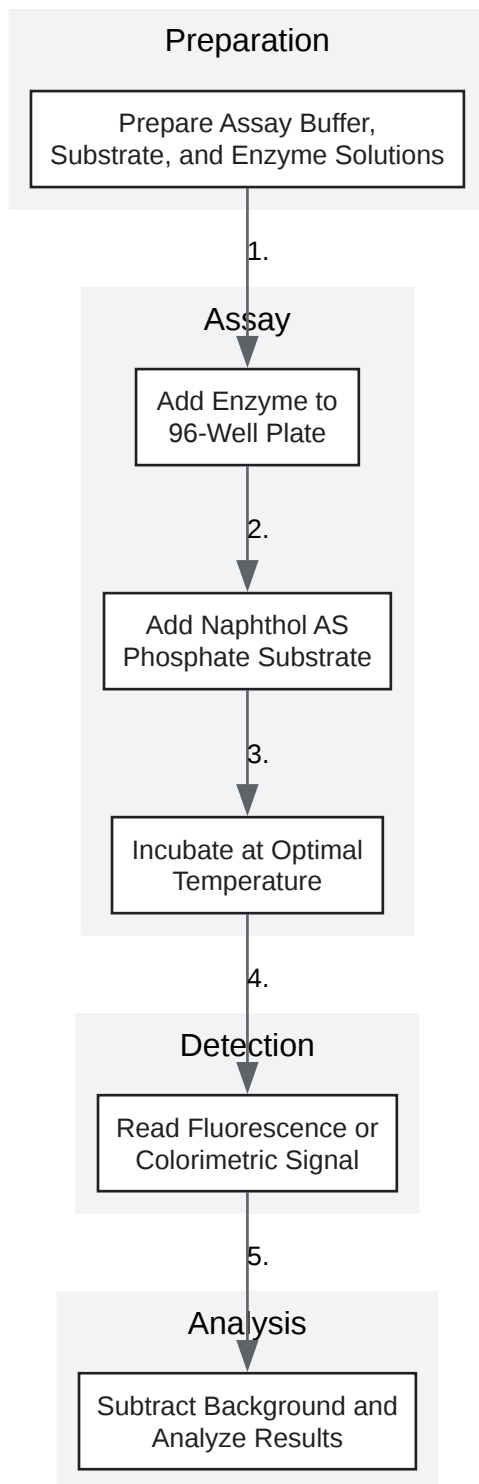 Preparation
Prepare Assay Buffer,
Substrate, and Enzyme Solutions
1.
Assay
Add Enzyme to
96-Well Plate
2.
Add Naphthol AS
Phosphate Substrate
3.
Incubate at Optimal
Temperature
4.
Detection
Read Fluorescence or
Colorimetric Signal
5.
Analysis
Subtract Background and
Analyze Results